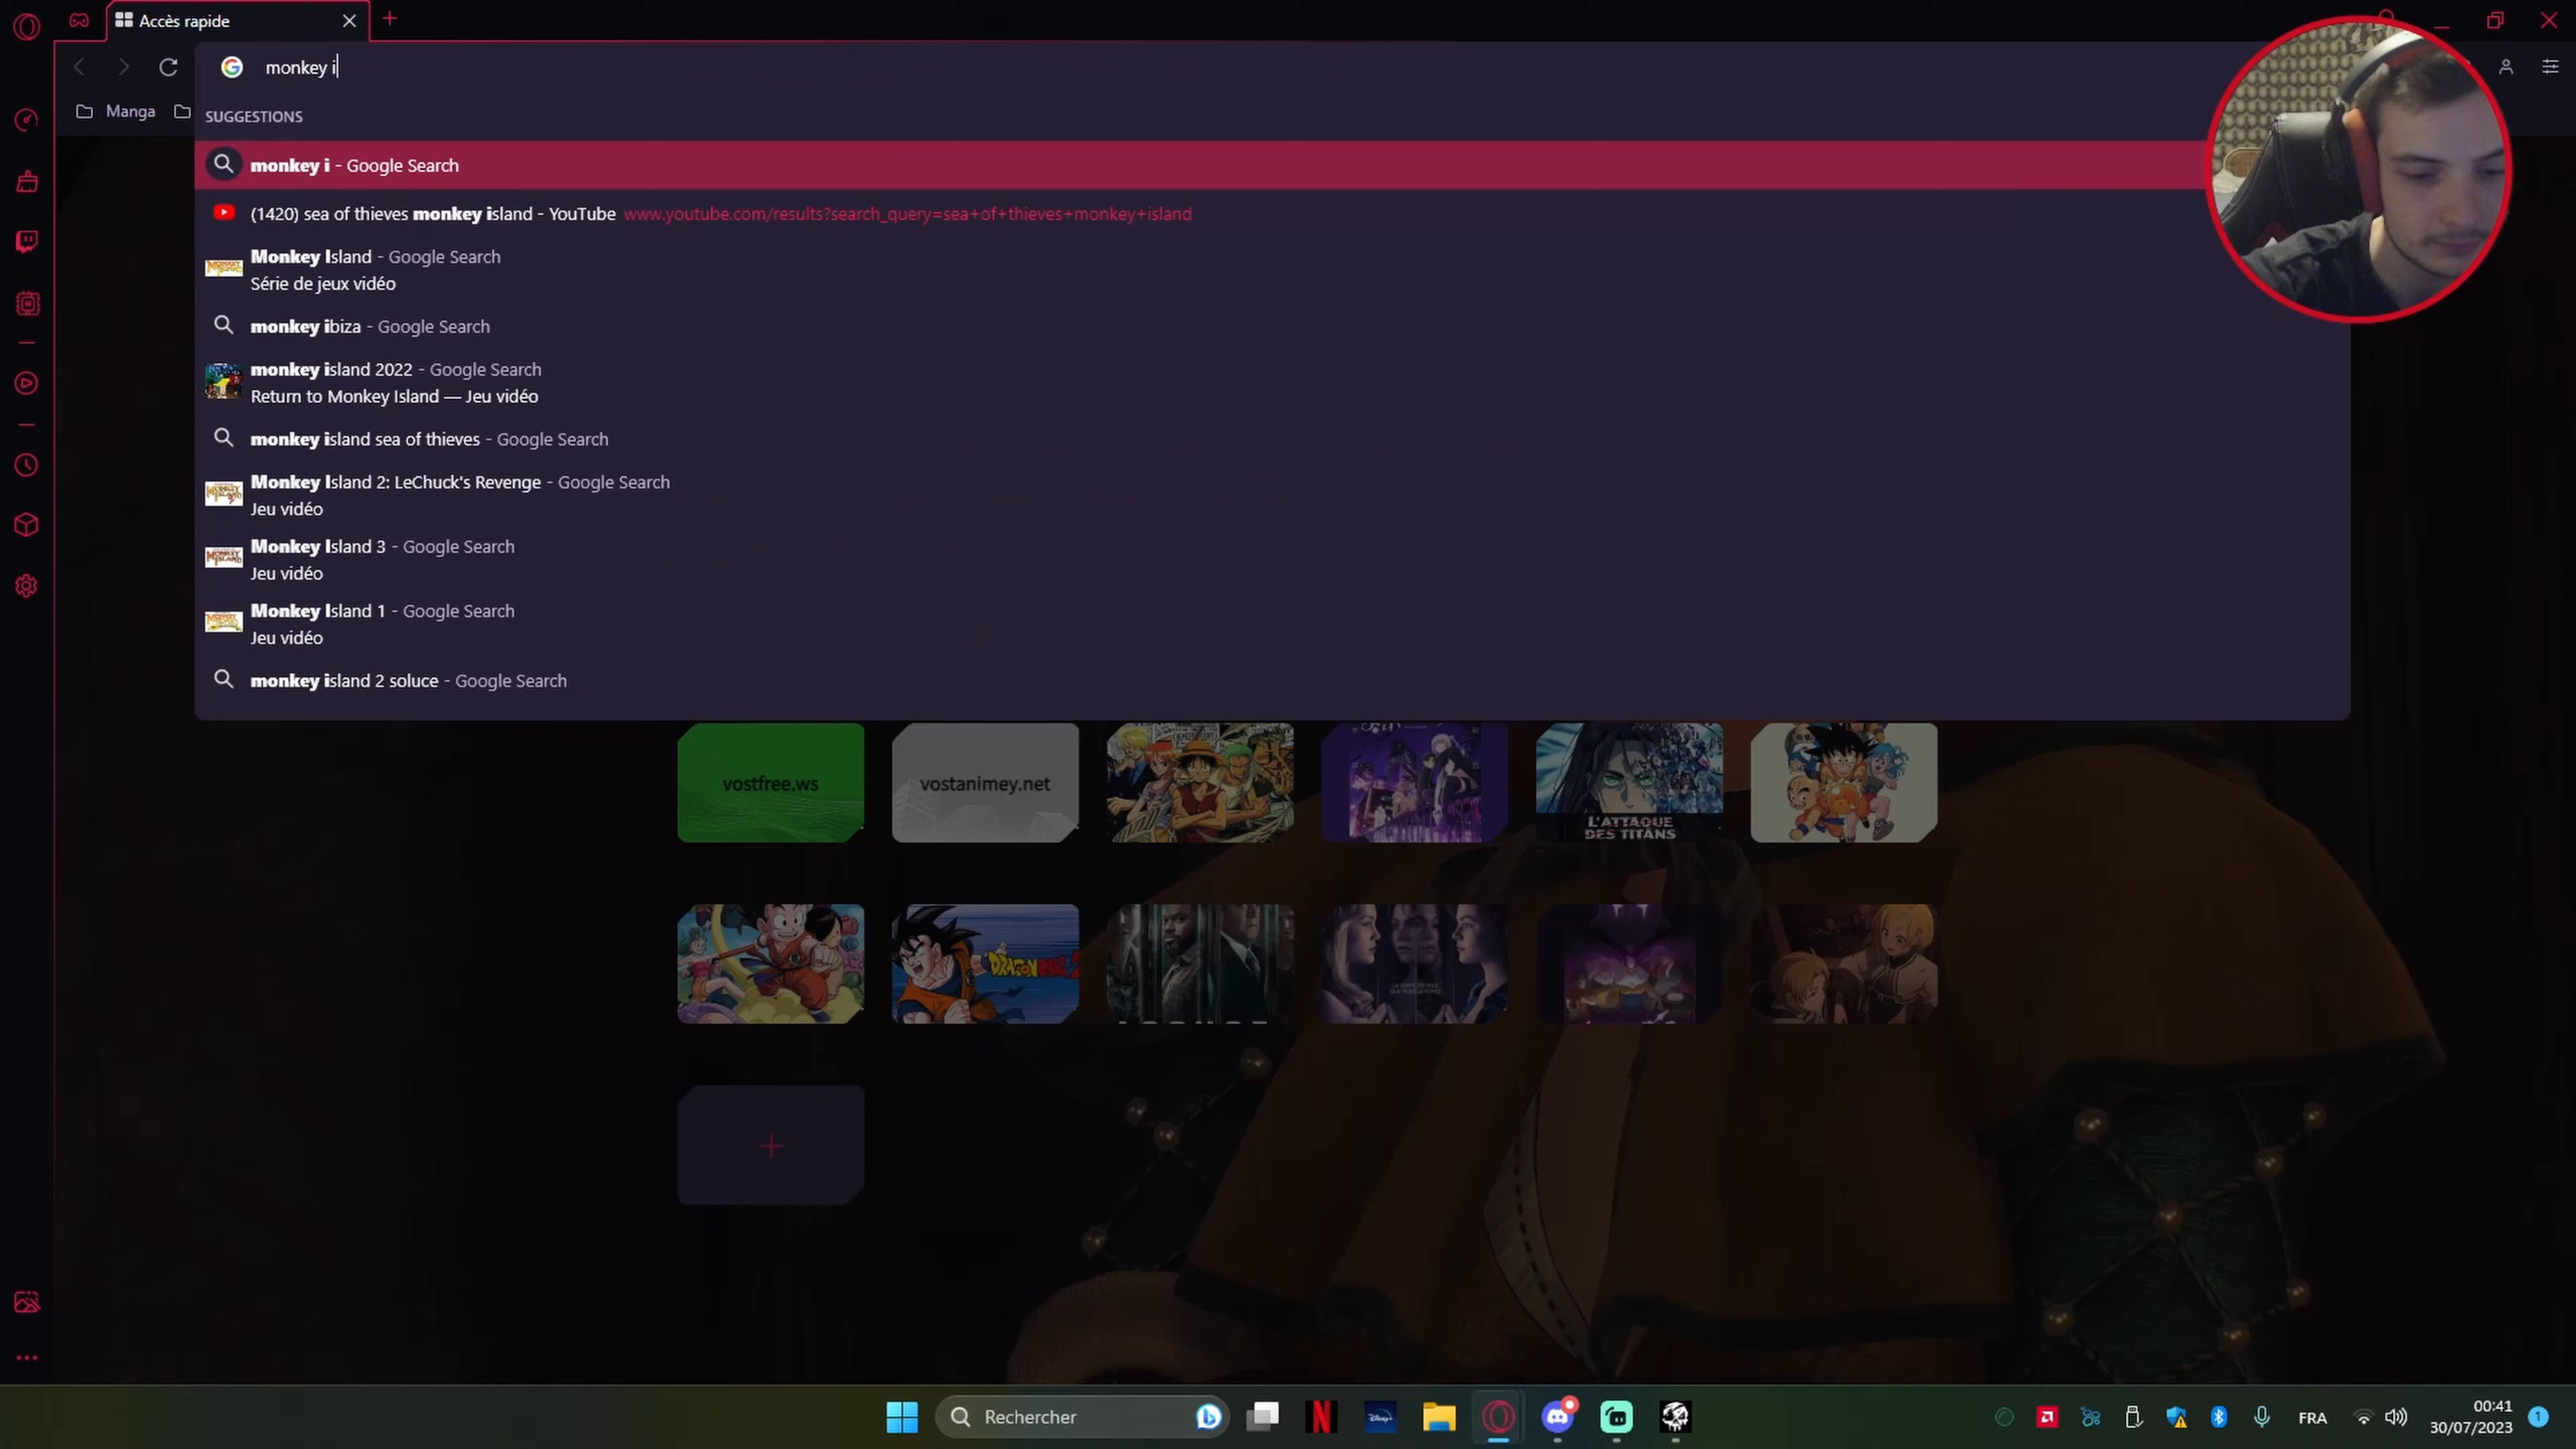 Accès rapide
monkey i
Manga
SUGGESTIONS
monkey i - Google Search
(1420) sea of thieves monkey island - YouTube www.youtube.com/results?search_query=sea+of+thieves+monkey+island
Monkey Island - Google Search
Série de jeux vidéo
monkey ibiza - Google Search
monkey island 2022 - Google Search
Return to Monkey Island — Jeu vidéo
monkey island sea of thieves - Google Search
Monkey Island 2: LeChuck's Revenge - Google Search
Jeu vidéo
Monkey Island 3 - Google Search
Jeu vidéo
Monkey Island 1 - Google Search
Jeu vidéo
monkey island 2 soluce - Google Search
vostfree.ws
vostanimey.net
L'ATTAQUE
DES TITANS
DRAGON BALL Z
Rechercher
Disney+
FRA
00:41
30/07/2023
1